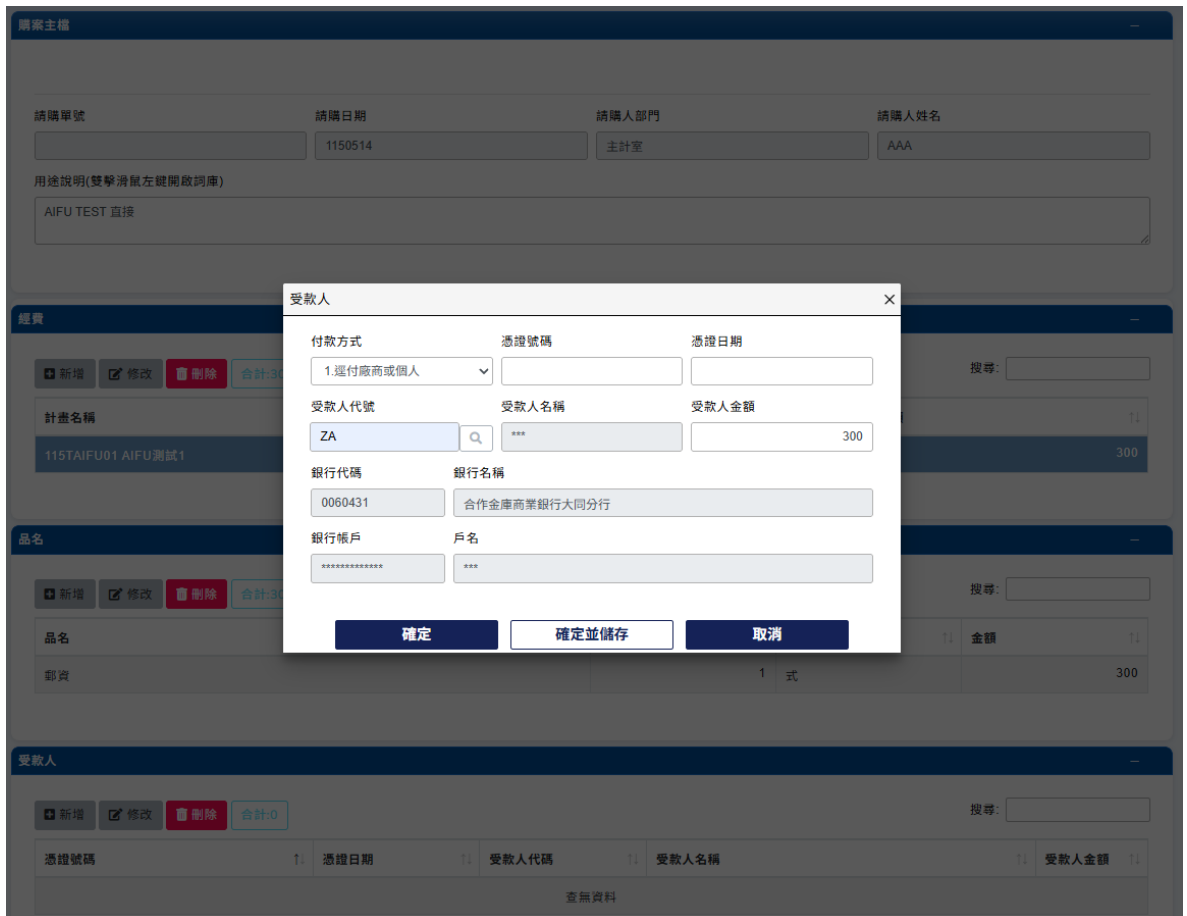 購案主檔
請購單號 請購日期 請購人部門 請購人姓名
1150514 主計室 AAA
用途說明(雙擊滑鼠左鍵開啟詞庫)
AIFU TEST 直接
受款人
付款方式 憑證號碼 憑證日期
1.逕付廠商或個人
受款人代號 受款人名稱 受款人金額
ZA *** 300
銀行代碼 銀行名稱
0060431 合作金庫商業銀行大同分行
銀行帳戶 戶名
************* ***
確定 確定並儲存 取消
經費
新增 修改 刪除 合計:30 搜尋:
計畫名稱
115TAIFU01 AIFU測試1 300
品名
新增 修改 刪除 合計:30 搜尋:
品名 金額
郵資 1 式 300
受款人
新增 修改 刪除 合計:0 搜尋:
憑證號碼 憑證日期 受款人代碼 受款人名稱 受款人金額
查無資料